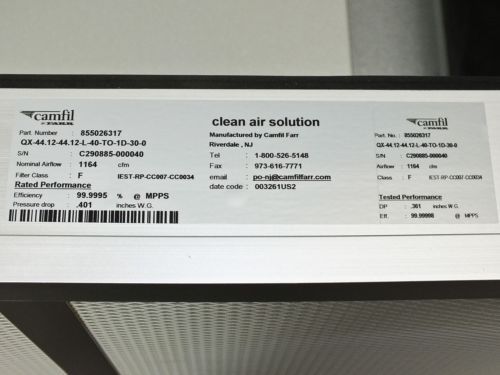 camfil
FARR
Part. Number : 855026317
QX-44.12-44.12-L-40-TO-1D-30-0
S/N : C290885-000040
Nominal Airflow : 1164 cfm
Filter Class : F IEST-RP-CC007-CC0034
Rated Performance
Efficiency : 99.9995 % @ MPPS
Pressure drop : .401 inches W.G.
clean air solution
Manufactured by Camfil Farr
Riverdale , NJ
Tel : 1-800-526-5148
Fax : 973-616-7771
email : po-nj@camfilfarr.com
date code : 003261US2
camfil
FARR
Part. No. : 855026317
QX-44.12-44.12-L-40-TO-1D-30-0
S/N : C290885-000040
Airflow : 1164 cfm
Class : F IEST-RP-CC007-CC0034
Tested Performance
DP : .361 inches W.G.
Eff. : 99.99998 @ MPPS